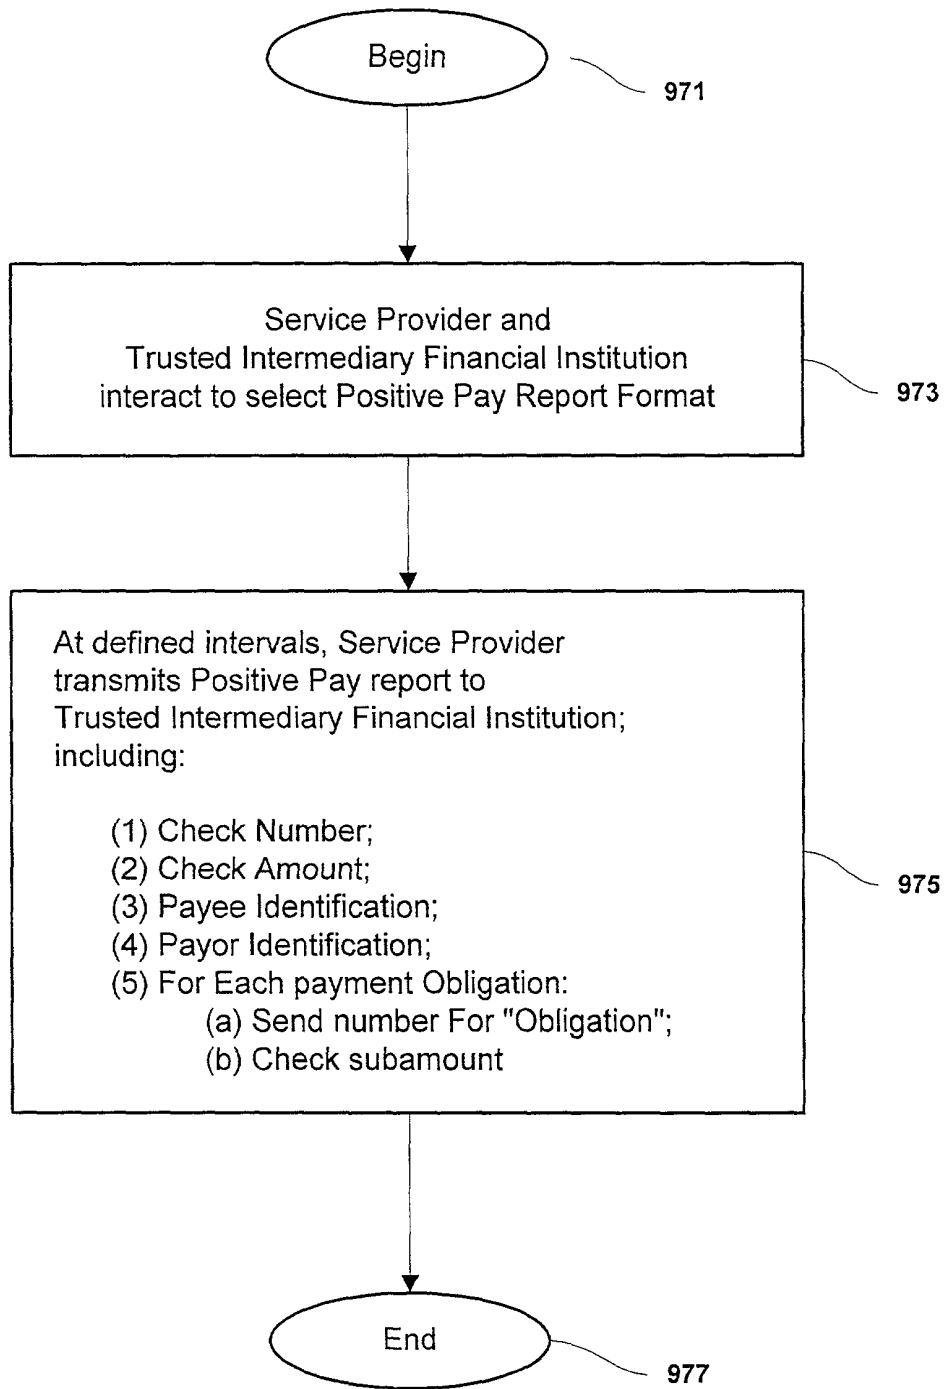 Begin
971
Service Provider and
Trusted Intermediary Financial Institution
interact to select Positive Pay Report Format
973
At defined intervals, Service Provider
transmits Positive Pay report to
Trusted Intermediary Financial Institution;
including:
(1) Check Number;
(2) Check Amount;
(3) Payee Identification;
(4) Payor Identification;
(5) For Each payment Obligation:
(a) Send number For "Obligation";
(b) Check subamount
975
End
977